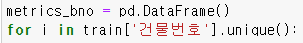 metrics_bno = pd.DataFrame()
for i in train['건물번호'].unique():